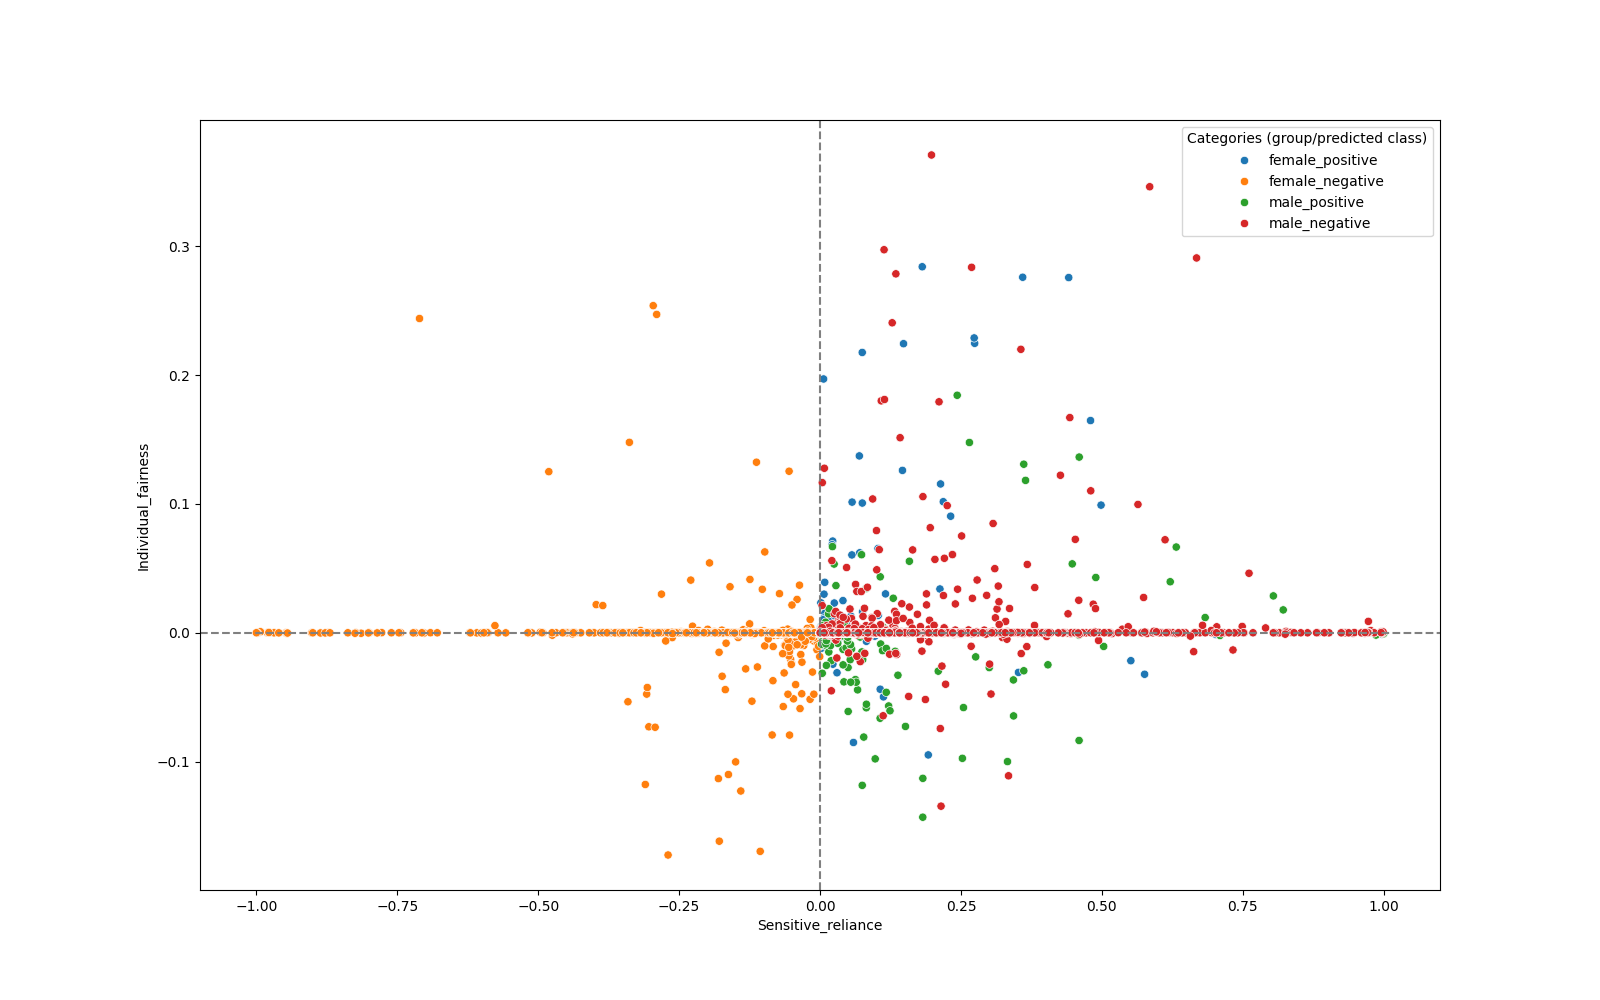 Categories (group/predicted class)
female_positive
female_negative
male_positive
male_negative
Individual_fairness
0.3
0.2
0.1
0.0
−0.1
−1.00
−0.75
−0.50
−0.25
0.00
0.25
0.50
0.75
1.00
Sensitive_reliance